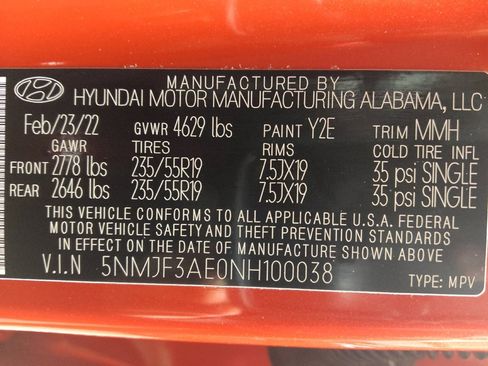 MANUFACTURED BY
HYUNDAI MOTOR MANUFACTURING ALABAMA, LLC
Feb/23/22 GVWR 4629 lbs PAINT Y2E TRIM MMH
GAWR TIRES RIMS COLD TIRE INFL
FRONT 2778 lbs 235/55R19 7.5JX19 35 psi SINGLE
REAR 2646 lbs 235/55R19 7.5JX19 35 psi SINGLE
THIS VEHICLE CONFORMS TO ALL APPLICABLE U.S.A. FEDERAL
MOTOR VEHICLE SAFETY AND THEFT PREVENTION STANDARDS
IN EFFECT ON THE DATE OF MANUFACTURE SHOWN ABOVE
V.I.N 5NMJF3AE0NH100038 TYPE: MPV